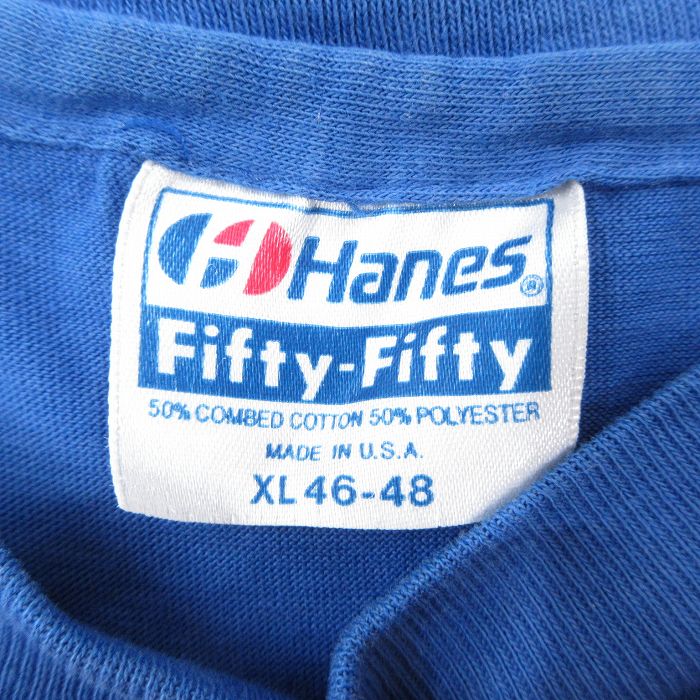 Hanes®
Fifty-Fifty
50% COMBED COTTON 50% POLYESTER
MADE IN U.S.A.
XL 46-48